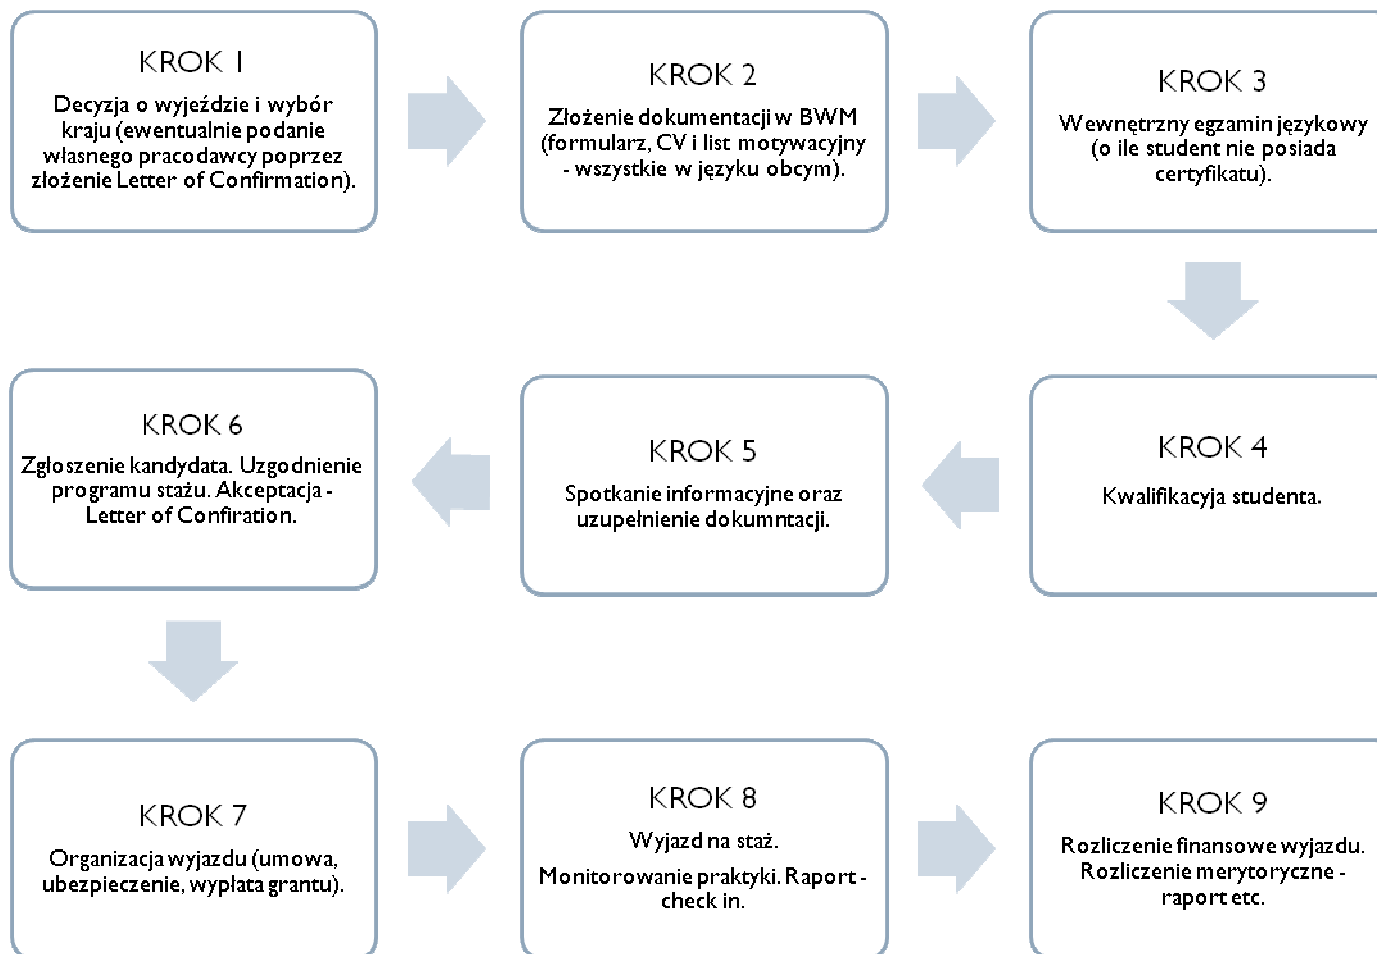 KROK 1
Decyzja o wyjeździe i wybór
kraju (ewentualnie podanie
własnego pracodawcy poprzez
złożenie Letter of Confirmation).
KROK 2
Złożenie dokumentacji w BWM
(formularz, CV i list motywacyjny
- wszystkie w języku obcym).
KROK 3
Wewnętrzny egzamin językowy
(o ile student nie posiada
certyfikatu).
KROK 4
Kwalifikacyja studenta.
KROK 5
Spotkanie informacyjne oraz
uzupełnienie dokumntacji.
KROK 6
Zgłoszenie kandydata. Uzgodnienie
programu stażu. Akceptacja -
Letter of Confiration.
KROK 7
Organizacja wyjazdu (umowa,
ubezpieczenie, wypłata grantu).
KROK 8
Wyjazd na staż.
Monitorowanie praktyki. Raport -
check in.
KROK 9
Rozliczenie finansowe wyjazdu.
Rozliczenie merytoryczne -
raport etc.